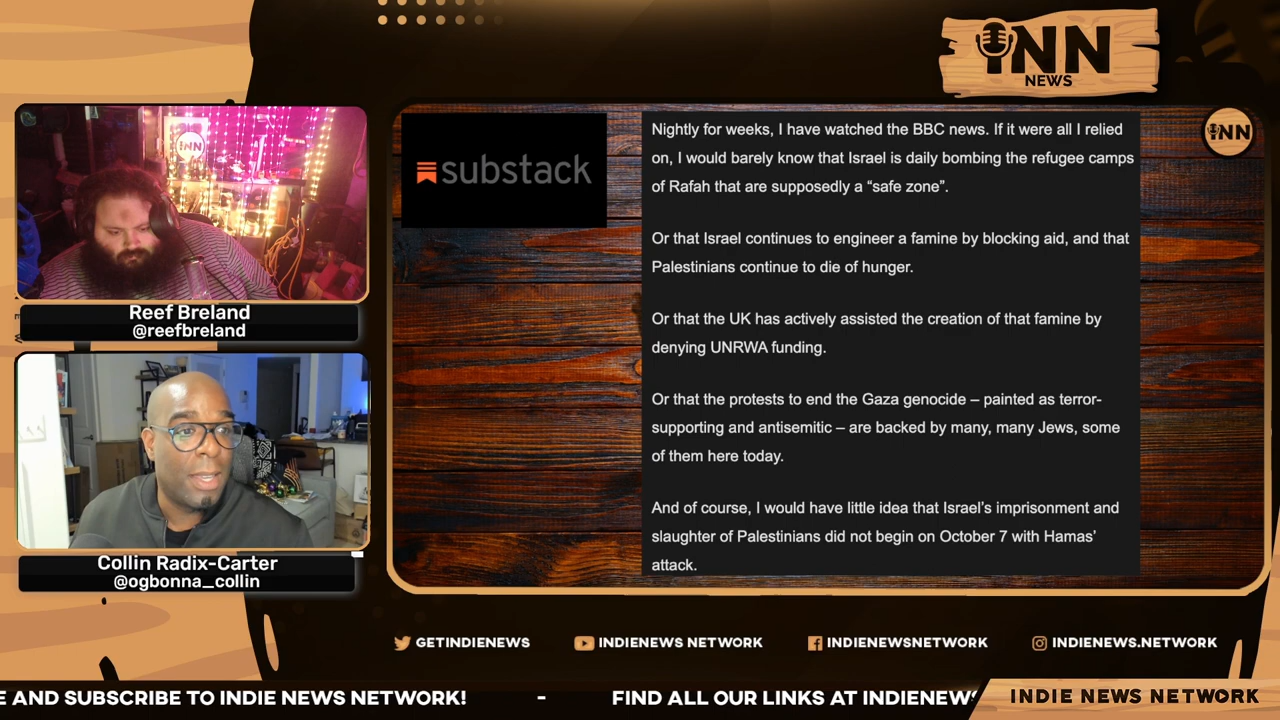 INN
NEWS
INN
Reef Breland
@reefbreland
Collin Radix-Carter
@ogbonna_collin
substack
Nightly for weeks, I have watched the BBC news. If it were all I relied
on, I would barely know that Israel is daily bombing the refugee camps
of Rafah that are supposedly a “safe zone”.
Or that Israel continues to engineer a famine by blocking aid, and that
Palestinians continue to die of hunger.
Or that the UK has actively assisted the creation of that famine by
denying UNRWA funding.
Or that the protests to end the Gaza genocide – painted as terror-
supporting and antisemitic – are backed by many, many Jews, some
of them here today.
And of course, I would have little idea that Israel’s imprisonment and
slaughter of Palestinians did not begin on October 7 with Hamas’
attack.
INN
GETINDIENEWS
INDIENEWS NETWORK
INDIENEWSNETWORK
INDIENEWS.NETWORK
E AND SUBSCRIBE TO INDIE NEWS NETWORK! - FIND ALL OUR LINKS AT INDIENEWS
INDIE NEWS NETWORK